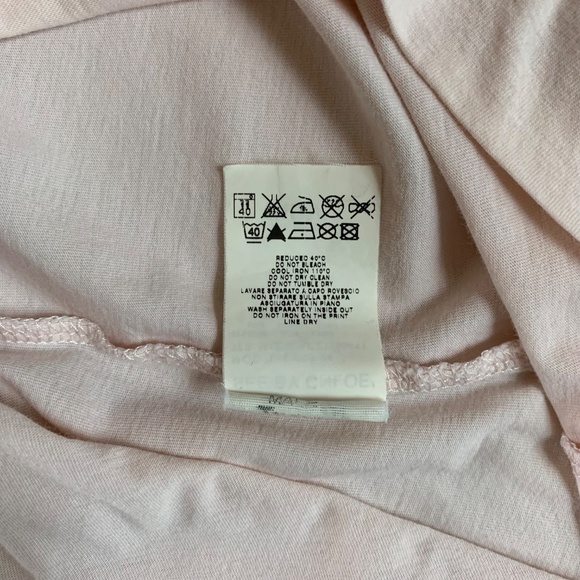 40
40
REDUCED 40°C
DO NOT BLEACH
COOL IRON 110°C
DO NOT DRY CLEAN
DO NOT TUMBLE DRY
LAVARE SEPARATO A CAPO ROVESCIO
NON STIRARE SULLA STAMPA
ASCIUGATURA IN PIANO
WASH SEPARATELY INSIDE OUT
DO NOT IRON ON THE PRINT
LINE DRY